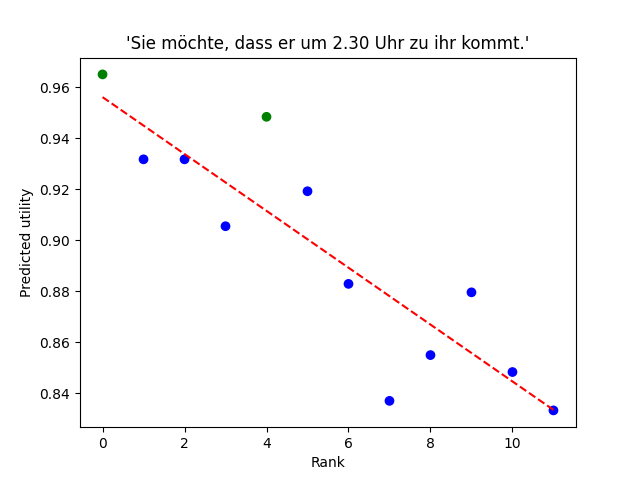 'Sie möchte, dass er um 2.30 Uhr zu ihr kommt.'
Predicted utility
0.96
0.94
0.92
0.90
0.88
0.86
0.84
0 2 4 6 8 10
Rank